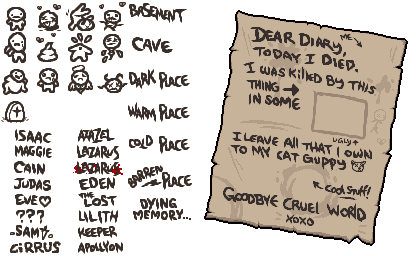 BASEMENT
CAVE
DARK PLACE
WARM PLACE
COLD PLACE
BARREN PLACE
DYING
MEMORY...
ISAAC
MAGGIE
CAIN
JUDAS
EVE♡
???
SAMS
CiRRUS
AZAZEL
LAZARUS
LAZARUS
EDEN
THE
LOST
LILITH
KEEPER
APOLLYON
DEAR DIARY,
ME
TODAY I DIED.
I WAS KiLLED BY THIS
THING →
IN SOME
UGLY↑
I LEAVE ALL THAT I OWN
TO MY CAT GUPPY
← COOL STUFF!
GOODBYE CRUEL WORLD
XOXO